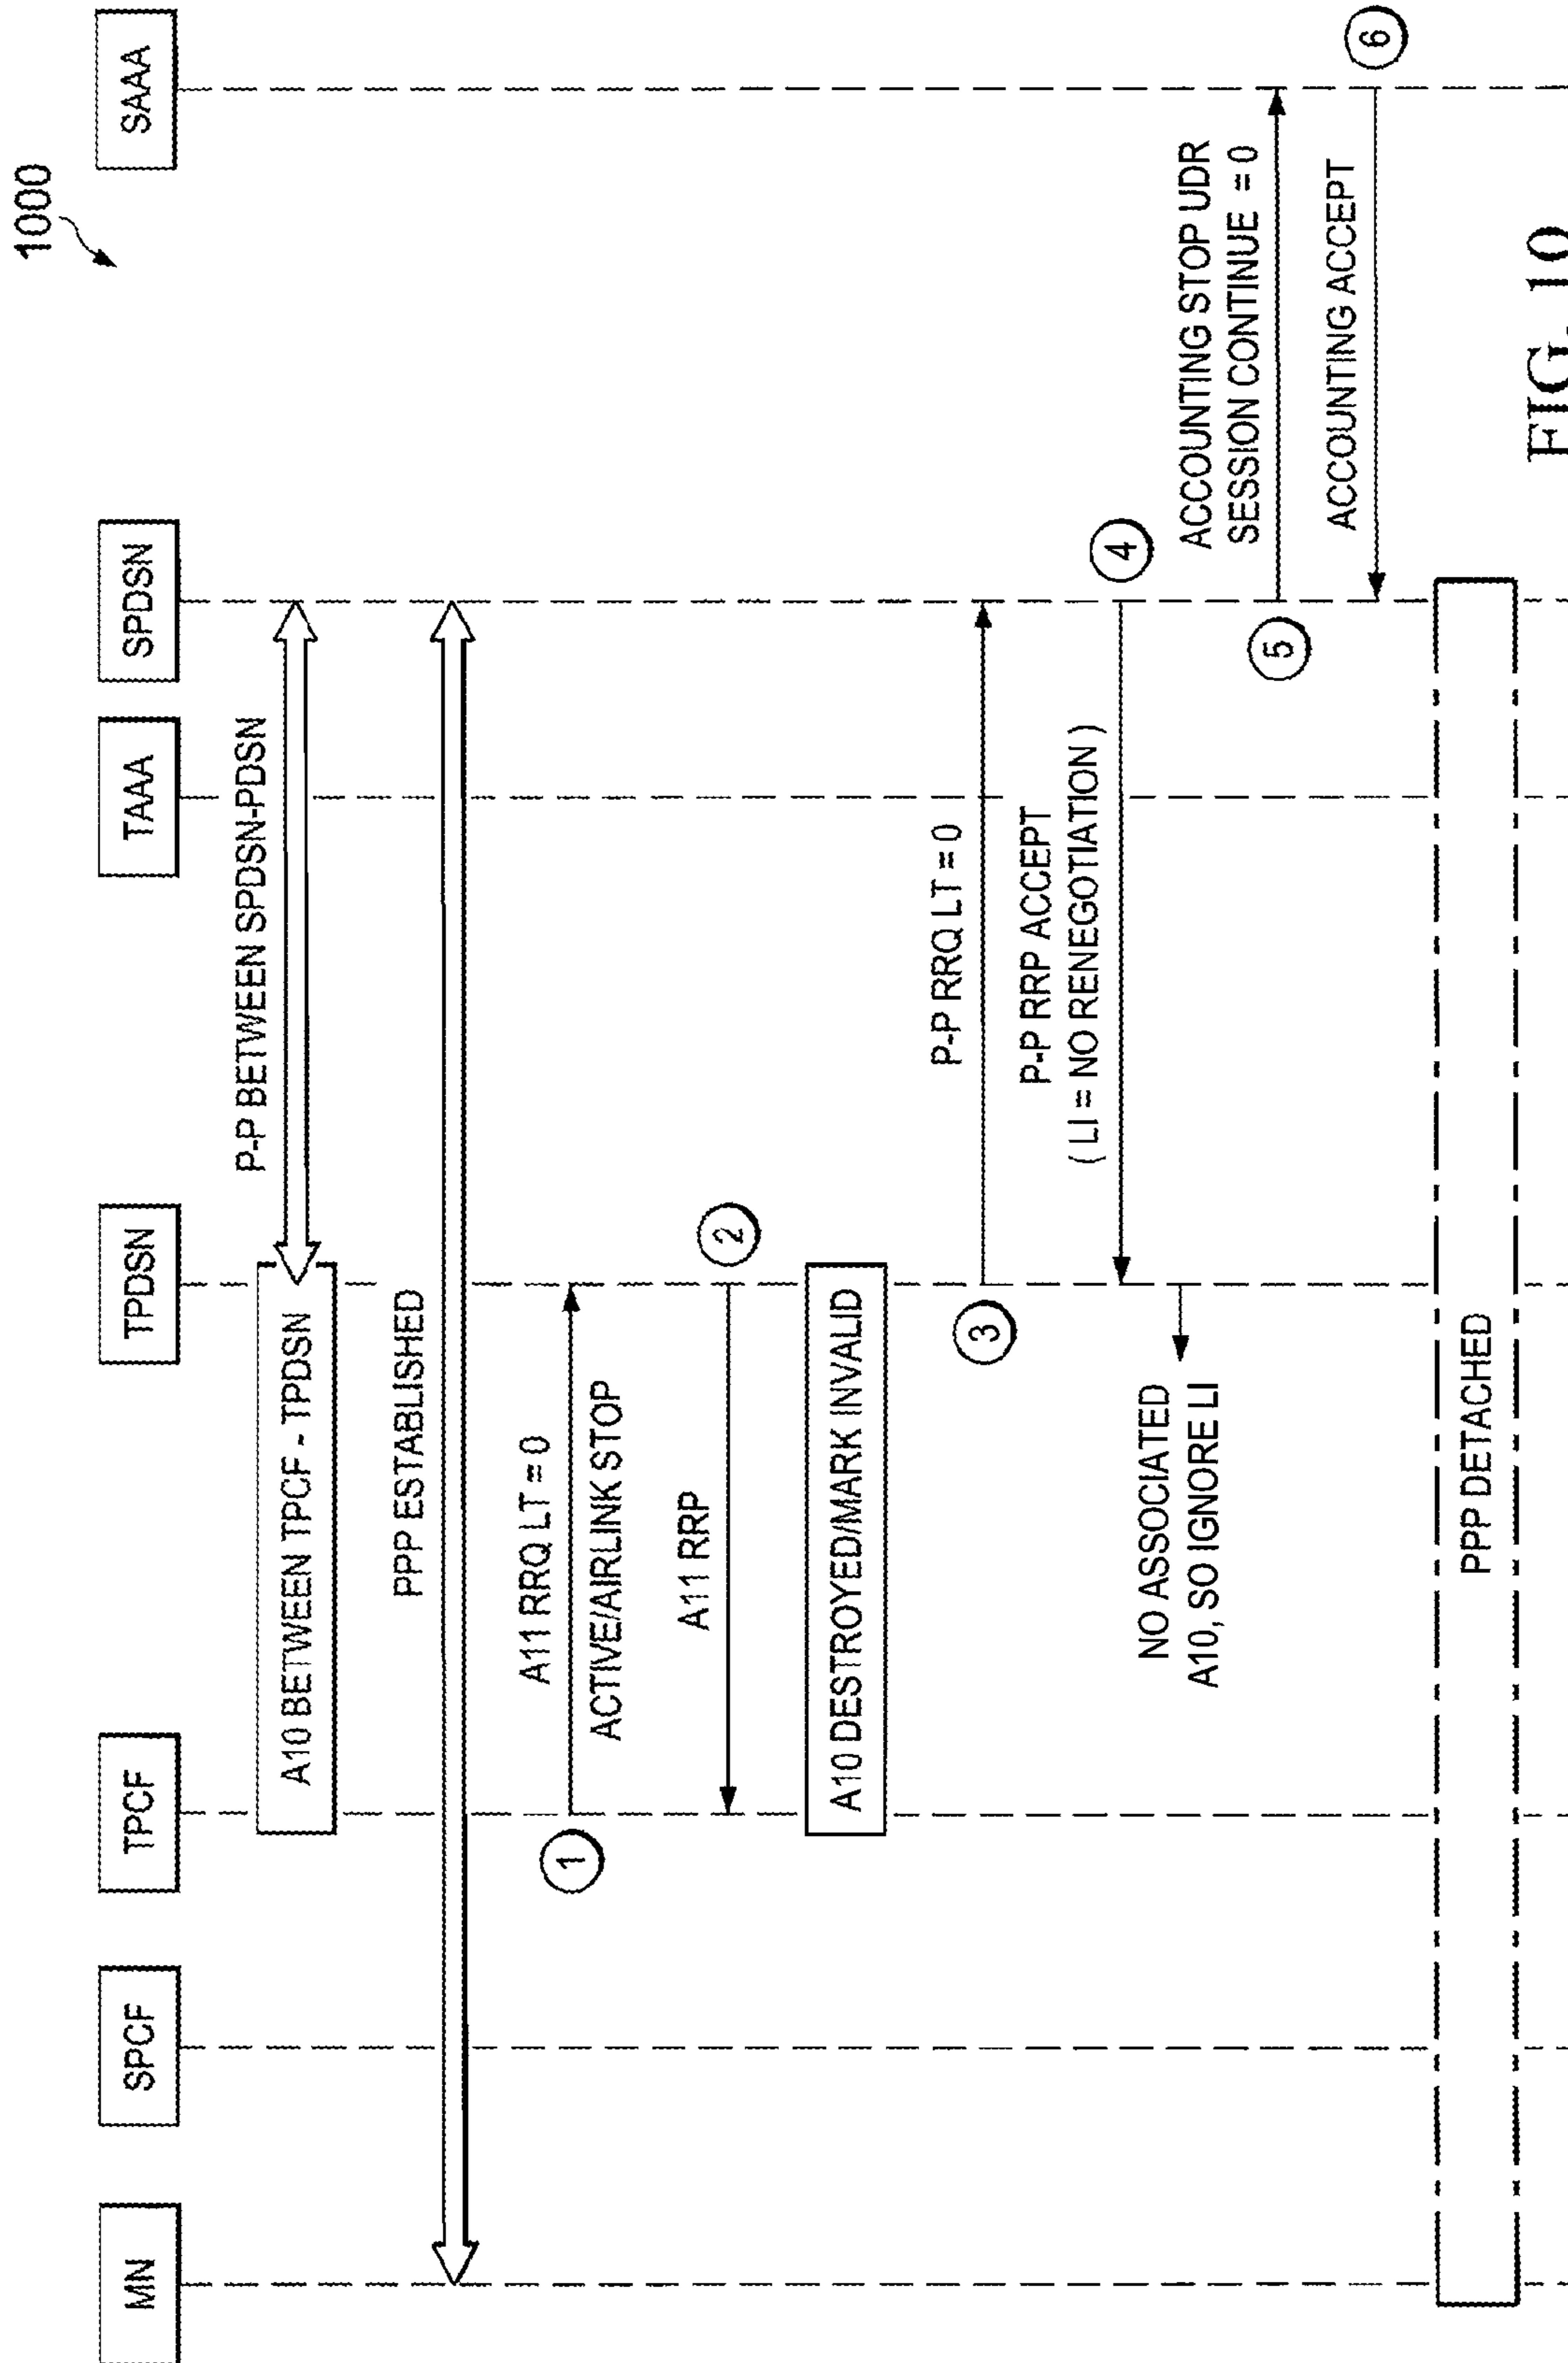 1000
MN
SPCF
TPCF
TPDSN
TAAA
SPDSN
SAAA
A10 BETWEEN TPCF - TPDSN
P-P BETWEEN SPDSN-PDSN
PPP ESTABLISHED
1
A11 RRQ LT = 0
ACTIVE/AIRLINK STOP
A11 RRP
2
A10 DESTROYED/MARK INVALID
3
P-P RRQ LT = 0
P-P RRP ACCEPT
( LI = NO RENEGOTIATION )
4
NO ASSOCIATED
A10, SO IGNORE LI
5
ACCOUNTING STOP UDR
SESSION CONTINUE = 0
ACCOUNTING ACCEPT
6
PPP DETACHED
FIG. 10